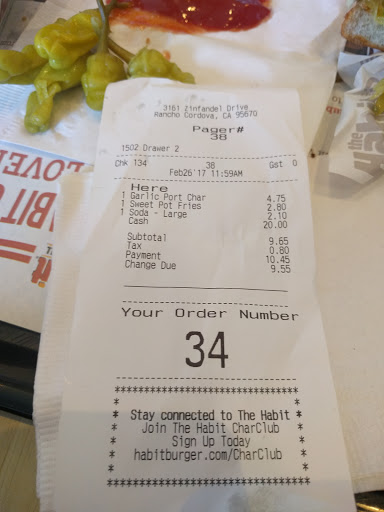 3161 Zinfandel Drive
Rancho Cordova, CA 95670
Pager#
38
1502 Drawer 2
Chk 134 38 Gst 0
Feb26'17 11:59AM
Here
1 Garlic Port Char 4.75
1 Sweet Pot Fries 2.80
1 Soda - Large 2.10
Cash 20.00
Subtotal 9.65
Tax 0.80
Payment 10.45
Change Due 9.55
Your Order Number
34
Stay connected to The Habit
Join The Habit CharClub
Sign Up Today
habitburger.com/CharClub
the